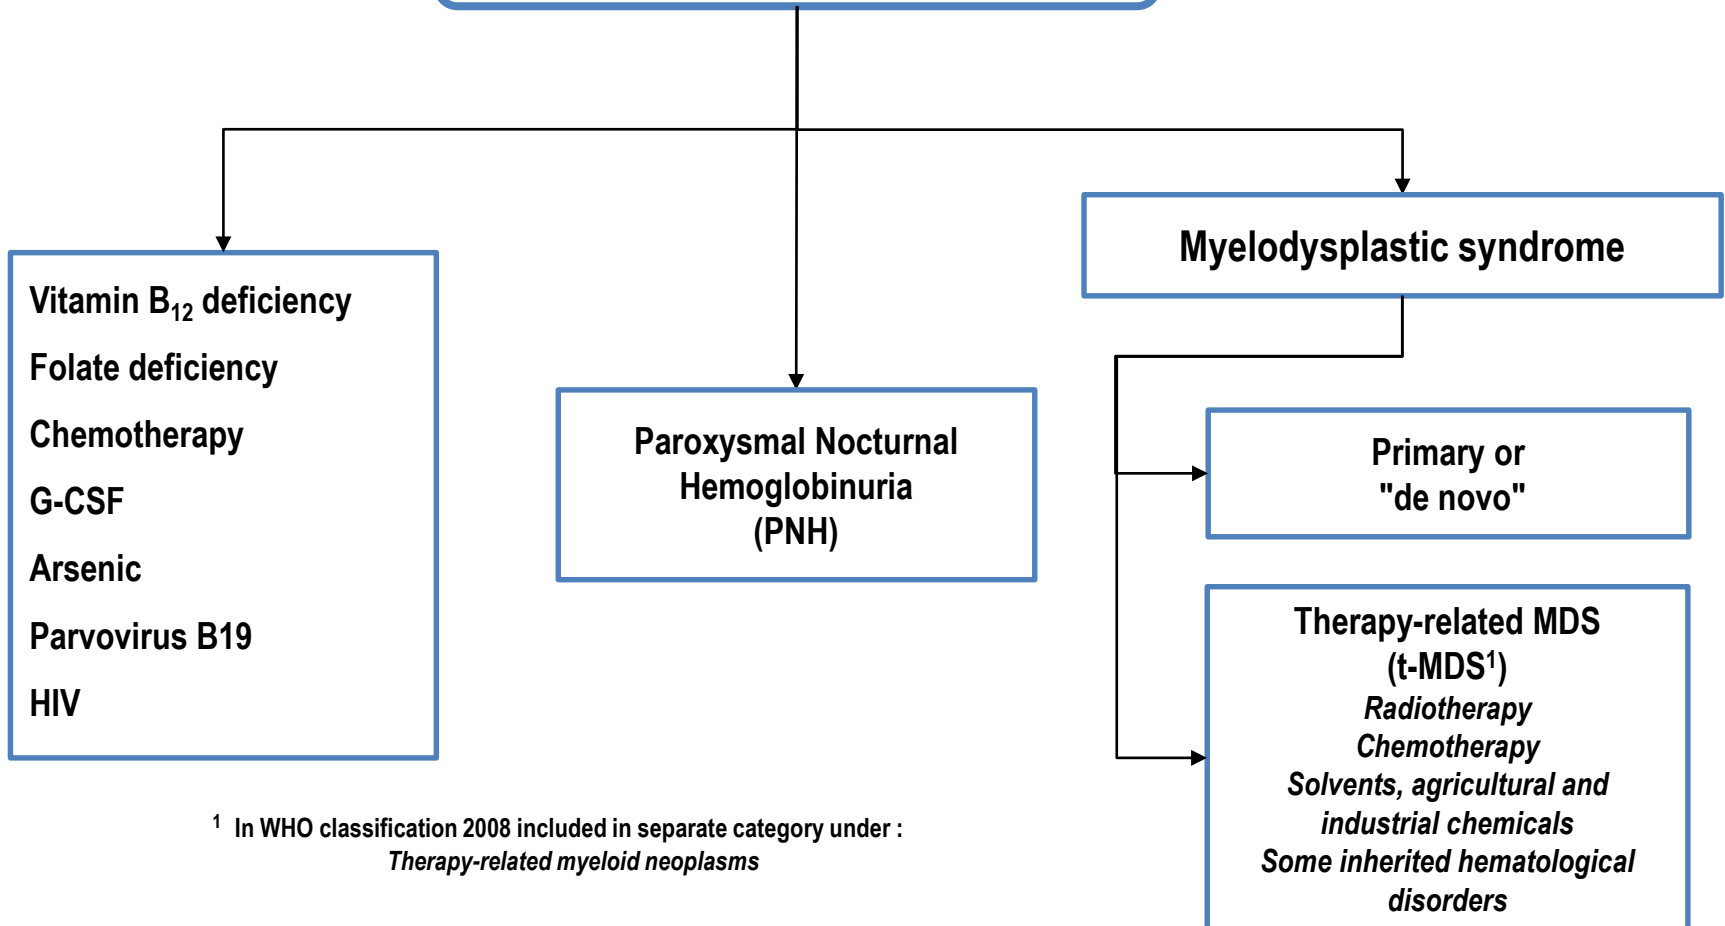 Myelodysplastic syndrome
Vitamin B12 deficiency
Folate deficiency
Chemotherapy
G-CSF
Arsenic
Parvovirus B19
HIV
Paroxysmal Nocturnal
Hemoglobinuria
(PNH)
Primary or
"de novo"
Therapy-related MDS
(t-MDS1)
Radiotherapy
Chemotherapy
Solvents, agricultural and
industrial chemicals
Some inherited hematological
disorders
1 In WHO classification 2008 included in separate category under :
Therapy-related myeloid neoplasms